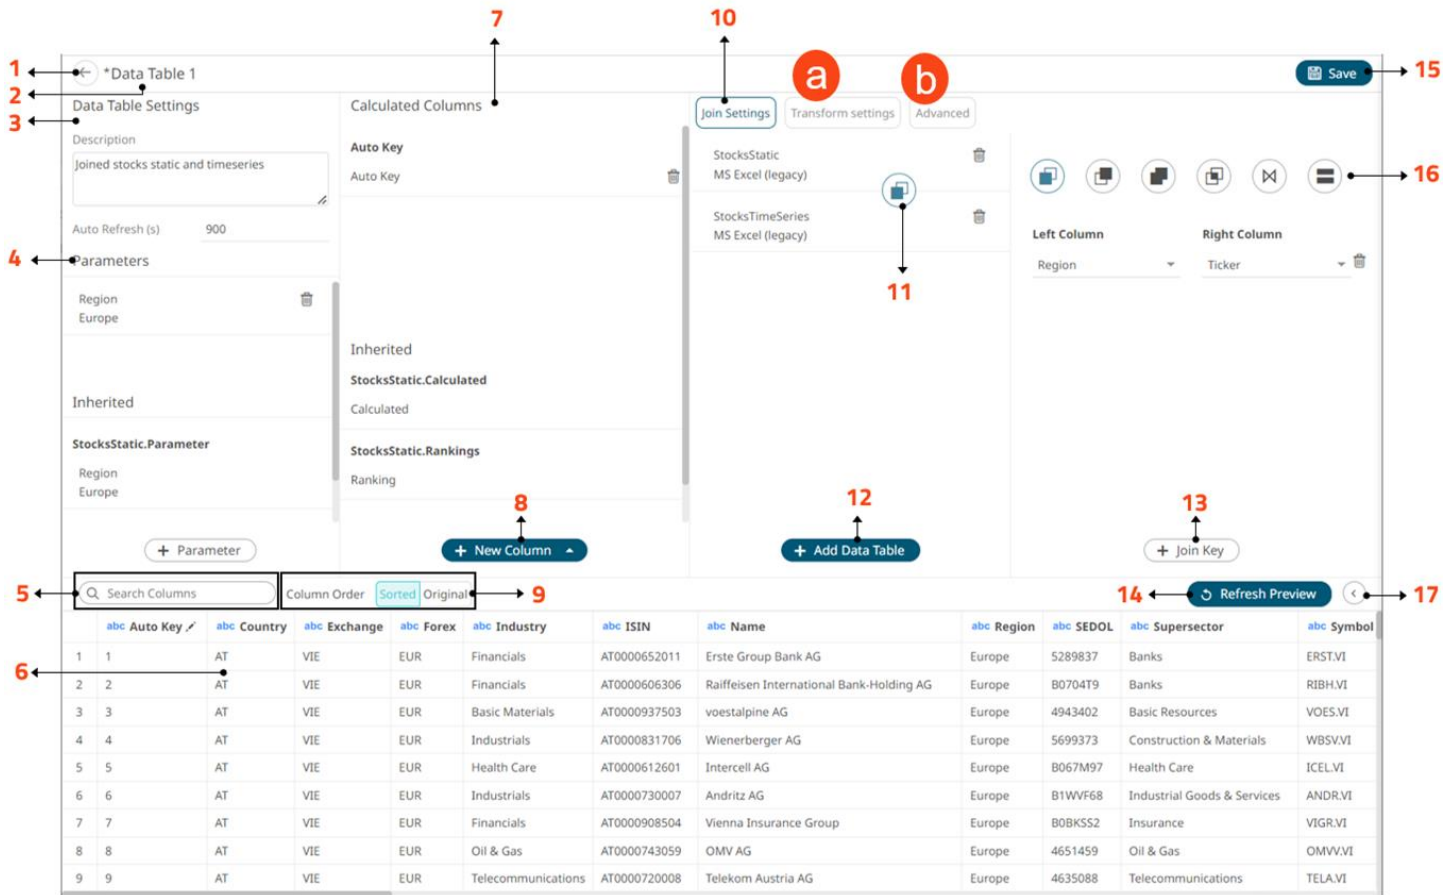 7 10
1 *Data Table 1 a b Save 15
2
Data Table Settings Calculated Columns Join Settings Transform settings Advanced
3
Description
Joined stocks static and timeseries
Auto Refresh (s) 900
4 Parameters
Region
Europe
Inherited
StocksStatic.Parameter
Region
Europe
+ Parameter
Auto Key
Auto Key
Inherited
StocksStatic.Calculated
Calculated
StocksStatic.Rankings
Ranking
8
+ New Column
StocksStatic
MS Excel (legacy)
StocksTimeSeries
MS Excel (legacy)
11
12
+ Add Data Table
16
Left Column Right Column
Region Ticker
13
+ Join Key
5 Search Columns Column Order Sorted Original 9 14 Refresh Preview 17
abc Auto Key abc Country abc Exchange abc Forex abc Industry abc ISIN abc Name abc Region abc SEDOL abc Supersector abc Symbol
1 1 AT VIE EUR Financials AT0000652011 Erste Group Bank AG Europe 5289837 Banks ERST.VI
6
2 2 AT VIE EUR Financials AT0000606306 Raiffeisen International Bank-Holding AG Europe B0704T9 Banks RIBH.VI
3 3 AT VIE EUR Basic Materials AT0000937503 voestalpine AG Europe 4943402 Basic Resources VOES.VI
4 4 AT VIE EUR Industrials AT0000831706 Wienerberger AG Europe 5699373 Construction & Materials WBSV.VI
5 5 AT VIE EUR Health Care AT0000612601 Intercell AG Europe B067M97 Health Care ICEL.VI
6 6 AT VIE EUR Industrials AT0000730007 Andritz AG Europe B1WVF68 Industrial Goods & Services ANDR.VI
7 7 AT VIE EUR Financials AT0000908504 Vienna Insurance Group Europe B0BKSS2 Insurance VIGR.VI
8 8 AT VIE EUR Oil & Gas AT0000743059 OMV AG Europe 4651459 Oil & Gas OMVV.VI
9 9 AT VIE EUR Telecommunications AT0000720008 Telekom Austria AG Europe 4635088 Telecommunications TELA.VI